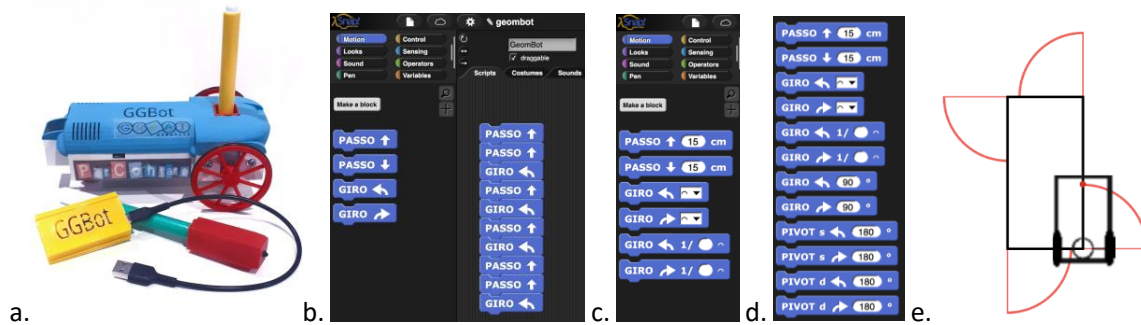 GGBot
PerContare
GGBot
a.
Snap!
geombot
Motion
Control
Looks
Sensing
Sound
Operators
Pen
Variables
Make a block
PASSO ↑
PASSO ↓
GIRO ↶
GIRO ↷
GeomBot
draggable
Scripts
Costumes
Sounds
PASSO ↑
PASSO ↑
GIRO ↶
PASSO ↑
GIRO ↶
PASSO ↑
GIRO ↶
PASSO ↑
PASSO ↑
GIRO ↶
b.
Snap!
Motion
Control
Looks
Sensing
Sound
Operators
Pen
Variables
Make a block
PASSO ↑ 15 cm
PASSO ↓ 15 cm
GIRO ↶
GIRO ↷
GIRO ↶ 1/
GIRO ↷ 1/
c.
PASSO ↑ 15 cm
PASSO ↓ 15 cm
GIRO ↶
GIRO ↷
GIRO ↶ 1/
GIRO ↷ 1/
GIRO ↶ 90 °
GIRO ↷ 90 °
PIVOT s ↶ 180 °
PIVOT s ↷ 180 °
PIVOT d ↶ 180 °
PIVOT d ↷ 180 °
d.
e.